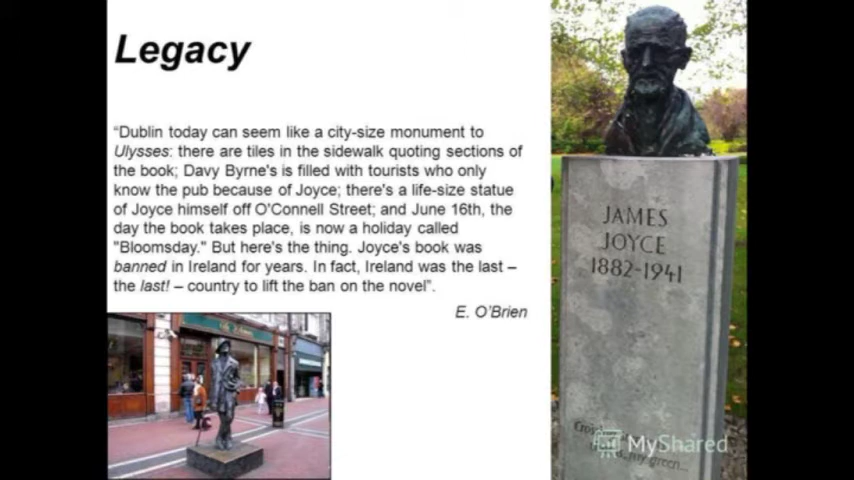 Legacy
“Dublin today can seem like a city-size monument to
Ulysses: there are tiles in the sidewalk quoting sections of
the book; Davy Byrne's is filled with tourists who only
know the pub because of Joyce; there's a life-size statue
of Joyce himself off O'Connell Street; and June 16th, the
day the book takes place, is now a holiday called
"Bloomsday." But here's the thing. Joyce's book was
banned in Ireland for years. In fact, Ireland was the last –
the last! – country to lift the ban on the novel”.
E. O’Brien
JAMES
JOYCE
1882-1941
my green...
MyShared